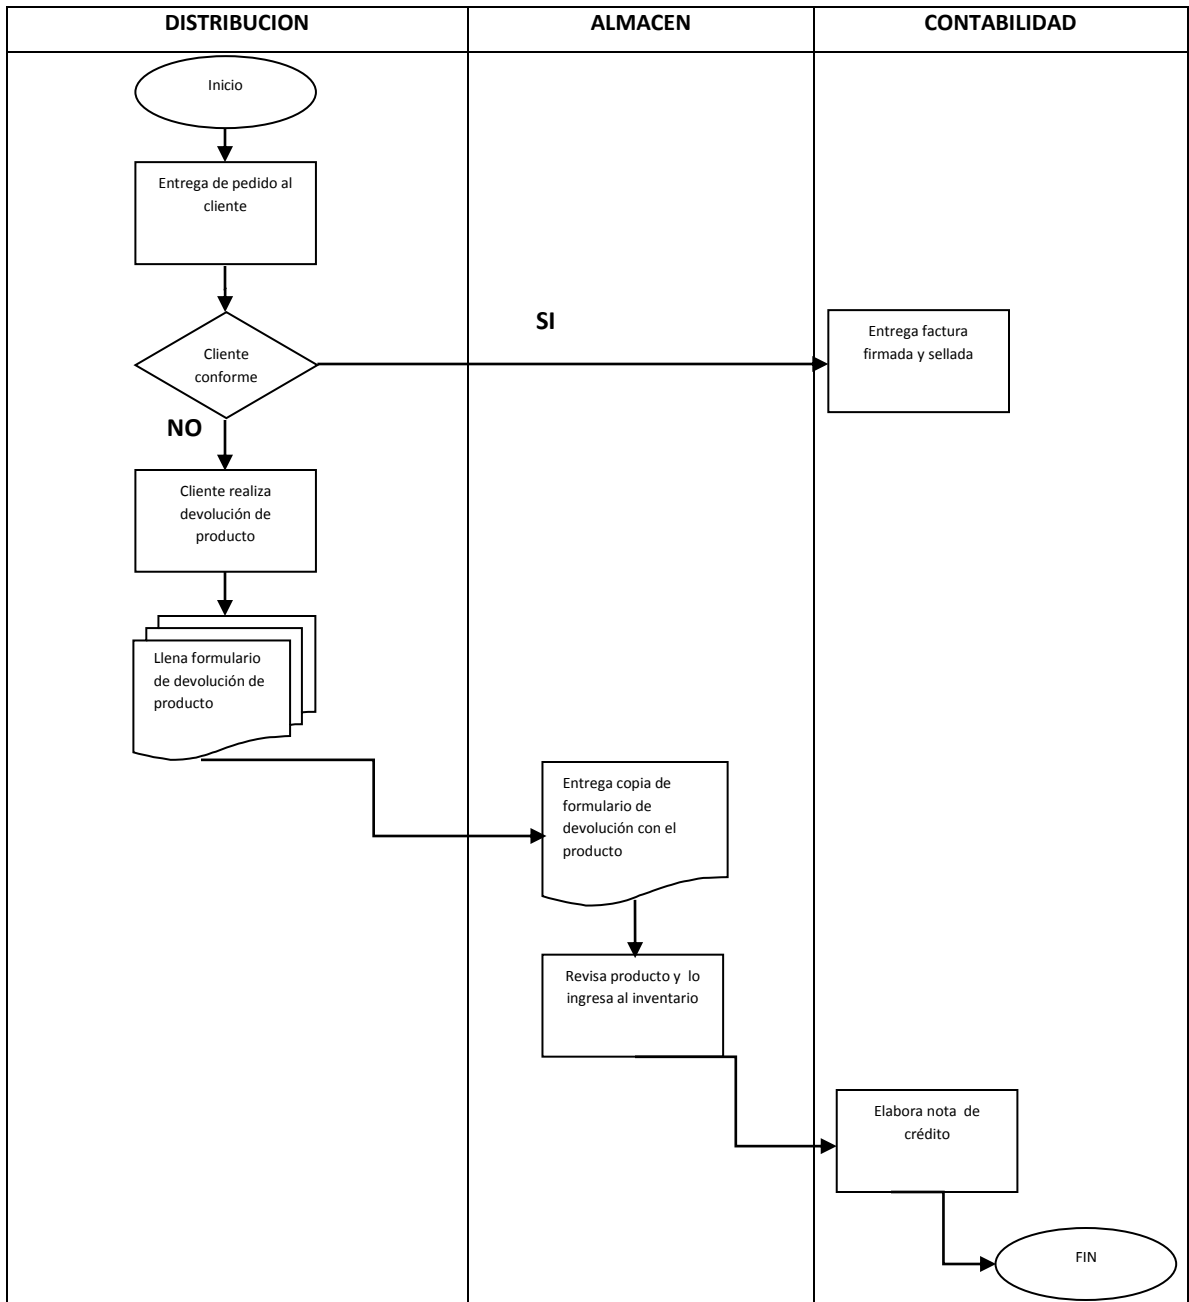 DISTRIBUCION
ALMACEN
CONTABILIDAD
Inicio
Entrega de pedido al
cliente
SI
Entrega factura
firmada y sellada
Cliente
conforme
NO
Cliente realiza
devolución de
producto
Llena formulario
de devolución de
producto
Entrega copia de
formulario de
devolución con el
producto
Revisa producto y lo
ingresa al inventario
Elabora nota de
crédito
FIN